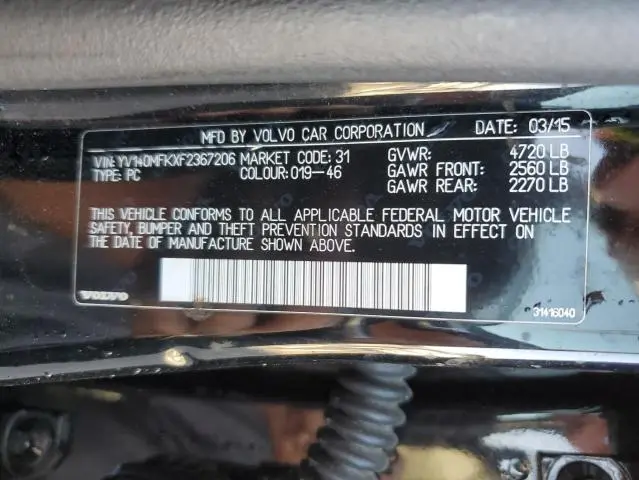 MFD BY VOLVO CAR CORPORATION DATE: 03/15
VIN: YV140MFKXF2367206 MARKET CODE: 31 GVWR: 4720 LB
TYPE: PC COLOUR: 019-46 GAWR FRONT: 2560 LB
GAWR REAR: 2270 LB
THIS VEHICLE CONFORMS TO ALL APPLICABLE FEDERAL MOTOR VEHICLE
SAFETY, BUMPER AND THEFT PREVENTION STANDARDS IN EFFECT ON
THE DATE OF MANUFACTURE SHOWN ABOVE.
VOLVO
31416040